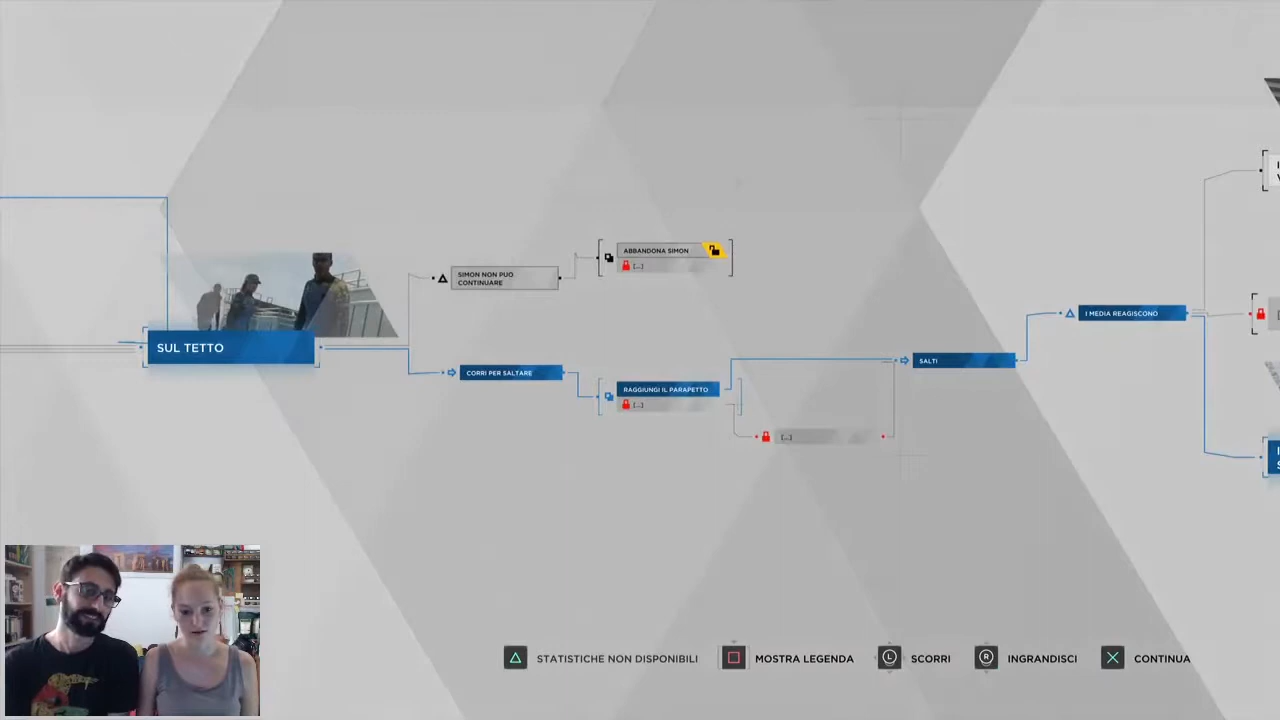 ABBANDONA SIMON
[...]
SIMON NON PUÒ
CONTINUARE
SUL TETTO
CORRI PER SALTARE
RAGGIUNGI IL PARAPETTO
[...]
[...]
SALTI
I MEDIA REAGISCONO
STATISTICHE NON DISPONIBILI
MOSTRA LEGENDA
L
SCORRI
R
INGRANDISCI
CONTINUA